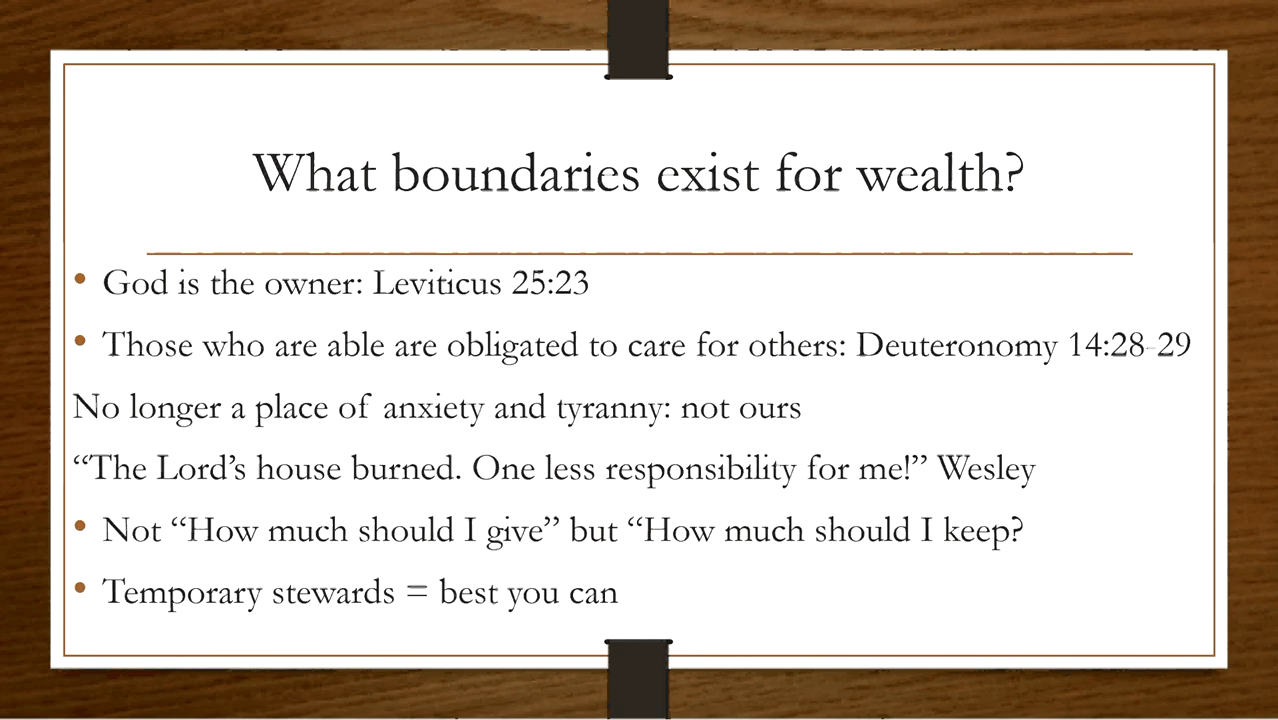 What boundaries exist for wealth?
• God is the owner: Leviticus 25:23
• Those who are able are obligated to care for others: Deuteronomy 14:28-29
No longer a place of anxiety and tyranny: not ours
“The Lord’s house burned. One less responsibility for me!” Wesley
• Not “How much should I give” but “How much should I keep?
• Temporary stewards = best you can